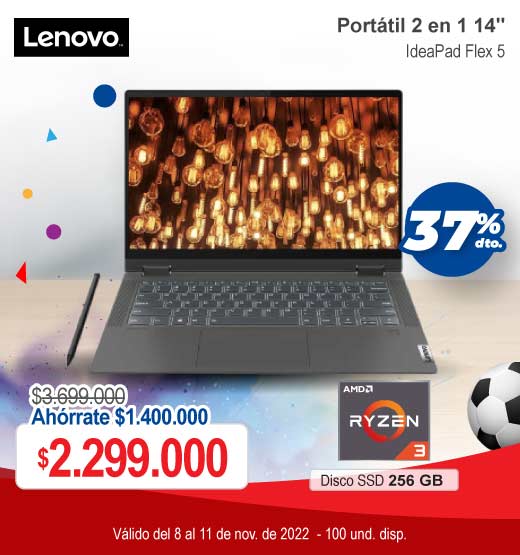 Lenovo
Portátil 2 en 1 14"
IdeaPad Flex 5
37% dto.
$3.699.000
Ahórrate $1.400.000
$2.299.000
AMD
RYZEN
3
Disco SSD 256 GB
Lenovo
Válido del 8 al 11 de nov. de 2022 - 100 und. disp.